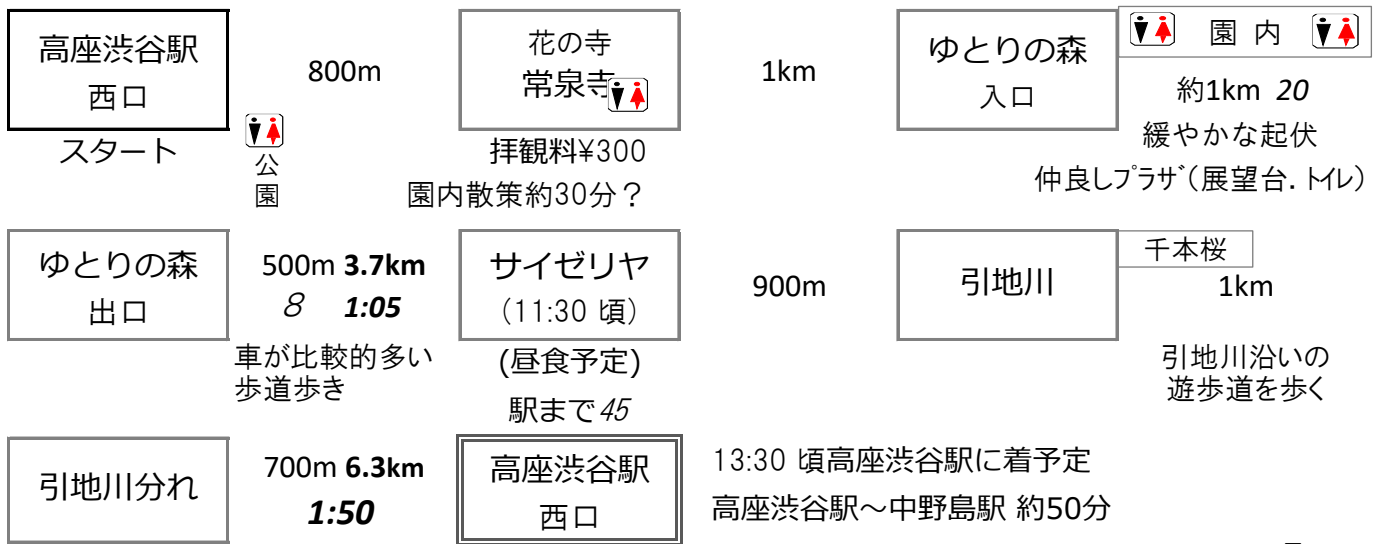 高座渋谷駅
西口
スタート
800m
公
園
花の寺
常泉寺
拝観料¥300
園内散策約30分？
1km
ゆとりの森
入口
園 内
約1km 20
緩やかな起伏
仲良しﾌﾟﾗｻﾞ（展望台．ﾄｲﾚ）
ゆとりの森
出口
500m 3.7km
8 1:05
車が比較的多い
歩道歩き
サイゼリヤ
（11:30 頃）
(昼食予定)
駅まで45
900m
引地川
千本桜
1km
引地川沿いの
遊歩道を歩く
引地川分れ
700m 6.3km
1:50
高座渋谷駅
西口
13:30 頃高座渋谷駅に着予定
高座渋谷駅～中野島駅 約50分